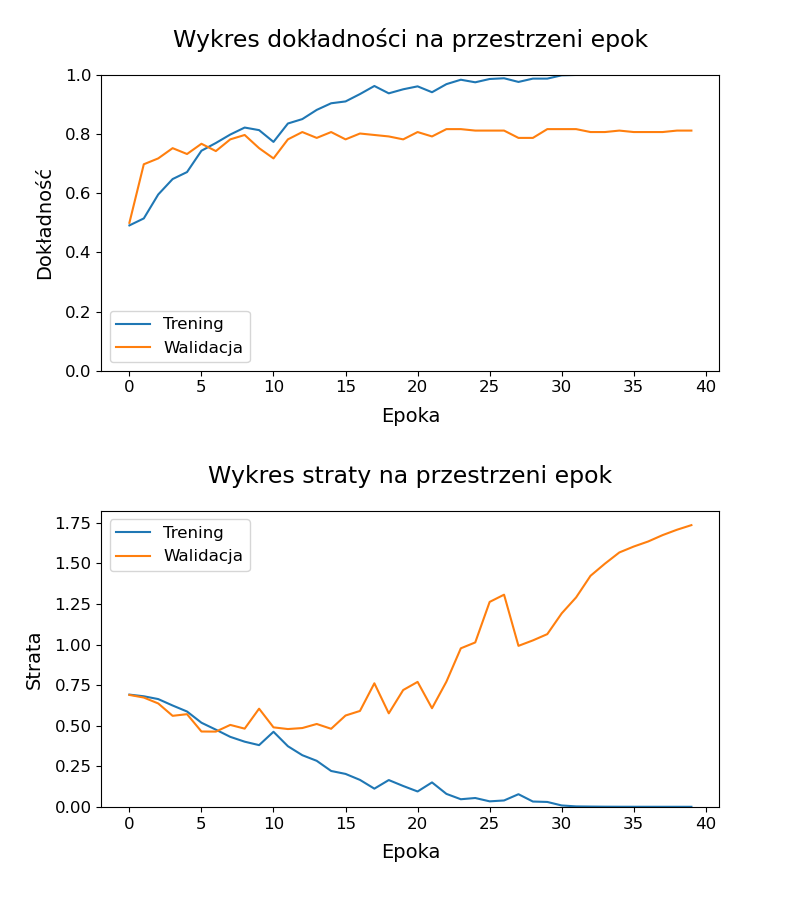 Wykres dokładności na przestrzeni epok
1.0
0.8
0.6
0.4
0.2
0.0
Dokładność
Trening
Walidacja
0 5 10 15 20 25 30 35 40
Epoka
Wykres straty na przestrzeni epok
1.75
1.50
1.25
1.00
0.75
0.50
0.25
0.00
Strata
Trening
Walidacja
0 5 10 15 20 25 30 35 40
Epoka